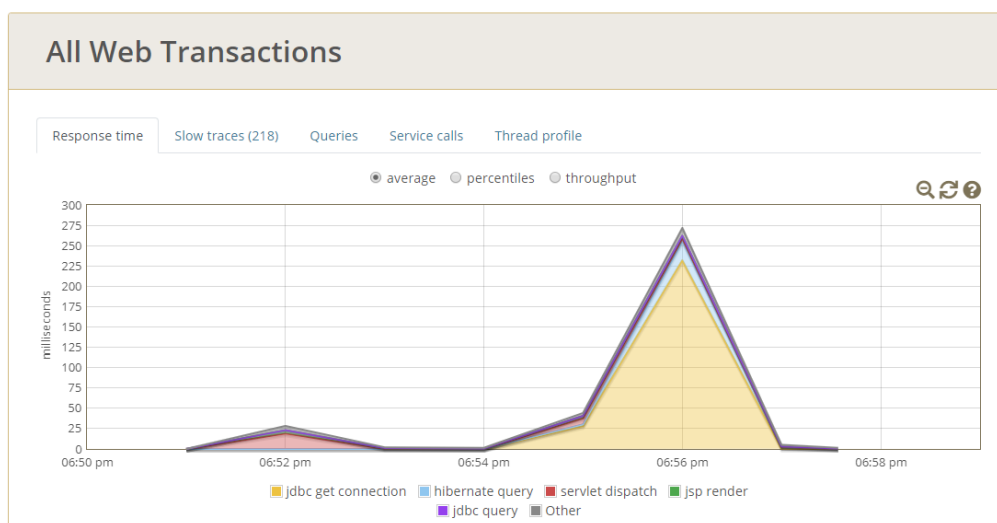 All Web Transactions
Response time Slow traces (218) Queries Service calls Thread profile
average percentiles throughput
300
275
250
225
200
175
150
125
100
75
50
25
0
milliseconds
06:50 pm 06:52 pm 06:54 pm 06:56 pm 06:58 pm
jdbc get connection hibernate query servlet dispatch jsp render
jdbc query Other